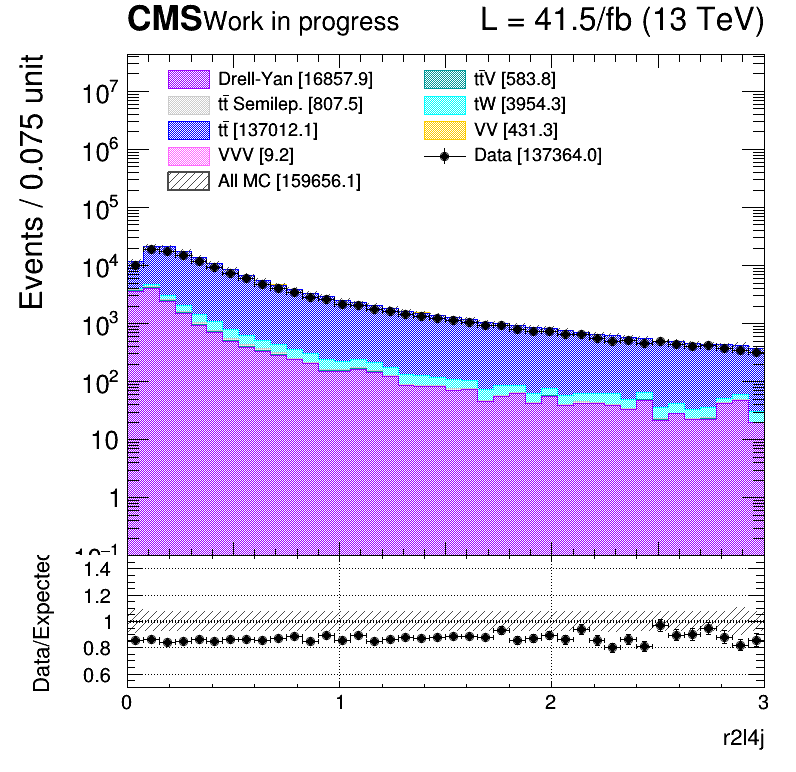 CMS Work in progress L = 41.5/fb (13 TeV)
Events / 0.075 unit
Drell-Yan [16857.9] tt̄V [583.8]
tt̄ Semilep. [807.5] tW [3954.3]
tt̄ [137012.1] VV [431.3]
VVV [9.2] Data [137364.0]
All MC [159656.1]
10⁷
10⁶
10⁵
10⁴
10³
10²
10
1
10⁻¹
Data/Expected
1.4
1.2
1
0.8
0.6
0 1 2 3
r2l4j